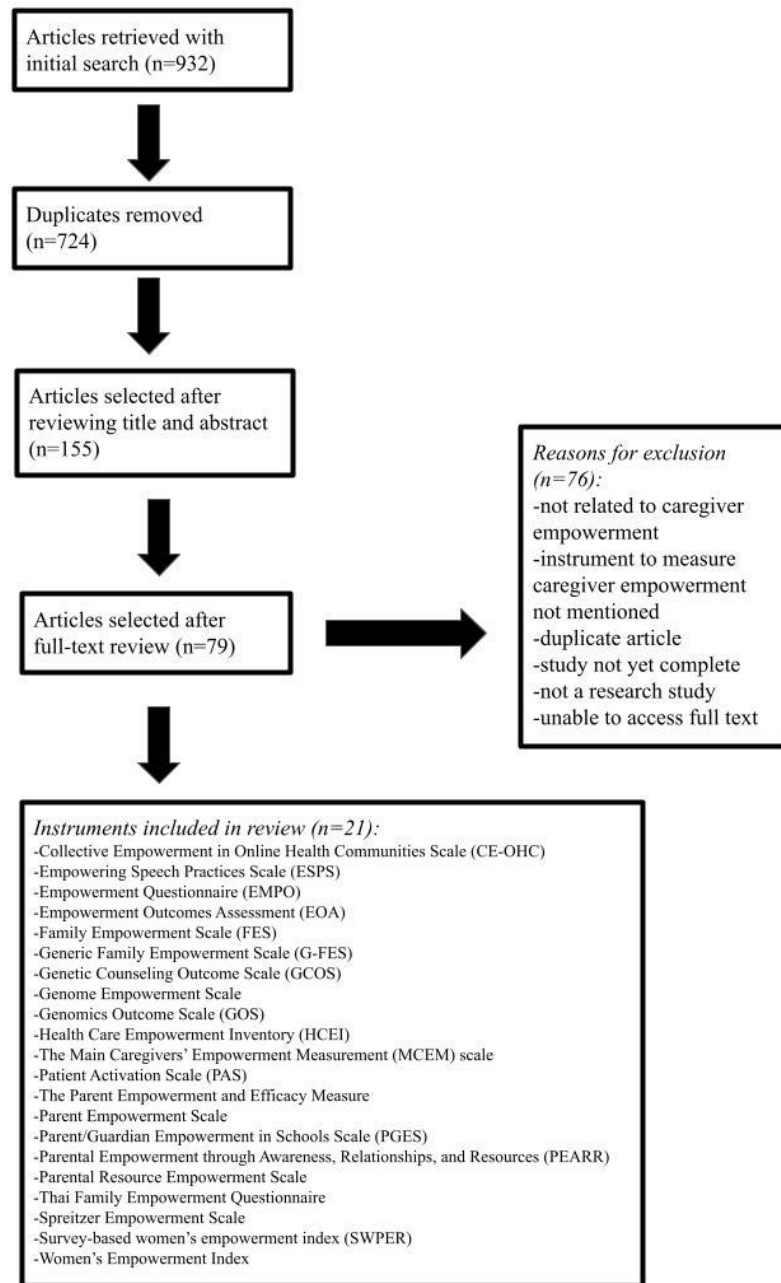 Articles retrieved with
initial search (n=932)
Duplicates removed
(n=724)
Articles selected after
reviewing title and abstract
(n=155)
Articles selected after
full-text review (n=79)
Reasons for exclusion
(n=76):
-not related to caregiver
empowerment
-instrument to measure
caregiver empowerment
not mentioned
-duplicate article
-study not yet complete
-not a research study
-unable to access full text
Instruments included in review (n=21):
-Collective Empowerment in Online Health Communities Scale (CE-OHC)
-Empowering Speech Practices Scale (ESPS)
-Empowerment Questionnaire (EMPO)
-Empowerment Outcomes Assessment (EOA)
-Family Empowerment Scale (FES)
-Generic Family Empowerment Scale (G-FES)
-Genetic Counseling Outcome Scale (GCOS)
-Genome Empowerment Scale
-Genomics Outcome Scale (GOS)
-Health Care Empowerment Inventory (HCEI)
-The Main Caregivers’ Empowerment Measurement (MCEM) scale
-Patient Activation Scale (PAS)
-The Parent Empowerment and Efficacy Measure
-Parent Empowerment Scale
-Parent/Guardian Empowerment in Schools Scale (PGES)
-Parental Empowerment through Awareness, Relationships, and Resources (PEARR)
-Parental Resource Empowerment Scale
-Thai Family Empowerment Questionnaire
-Spreitzer Empowerment Scale
-Survey-based women’s empowerment index (SWPER)
-Women’s Empowerment Index